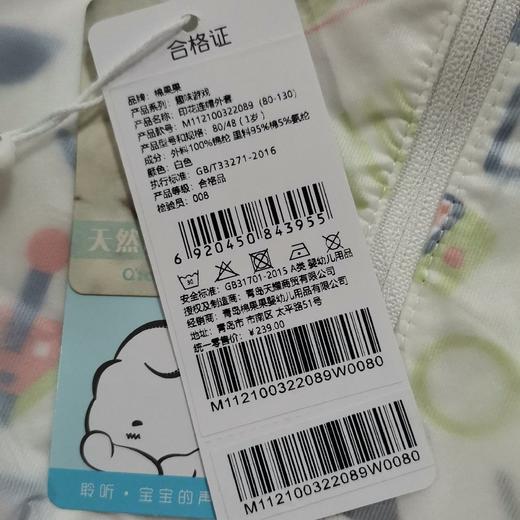 合格证
品牌：棉果果
产品系列：趣味游戏
产品名称：印花连帽外套
产品款号：M112100322089 (80-130)
产品型号和规格：80/48（1岁）
成分：外料100%棉纶 里料95%棉5%氨纶
颜色：白色
执行标准：GB/T33271-2016
产品等级：合格品
检验员：008
6 920450 843955
30
安全标准：GB31701-2015 A类 婴幼儿用品
授权及制造商：青岛天耀商贸有限公司
经销商：青岛棉果果婴幼儿用品有限公司
地址：青岛市 市南区 太平路51号
统一零售价：￥239.00
M112100322089W0080
M112100322089W0080
天然
聆听·宝宝的声